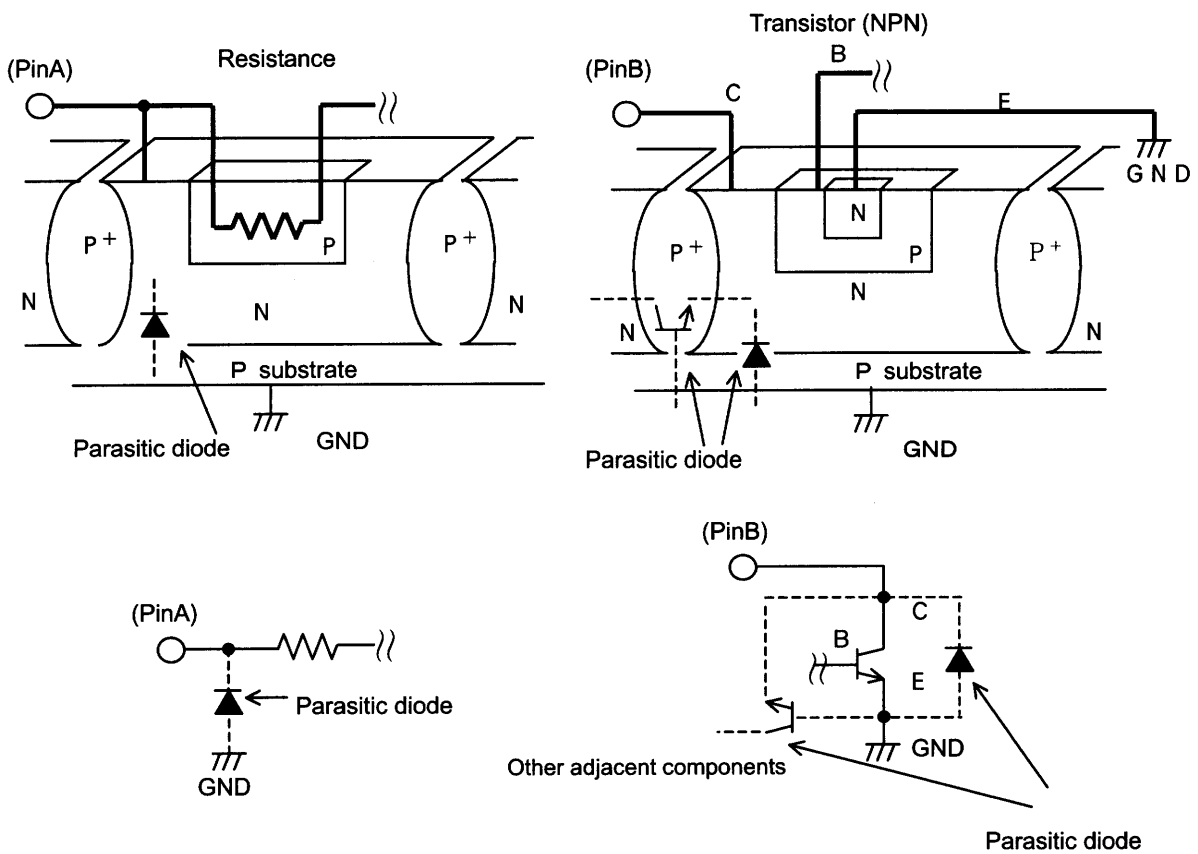 Resistance
(PinA)
P+
P
P+
N
N
N
P substrate
GND
Parasitic diode
Transistor (NPN)
B
(PinB)
C
E
GND
N
P+
P
P+
N
N
N
P substrate
GND
Parasitic diode
(PinA)
Parasitic diode
GND
(PinB)
C
B
E
GND
Other adjacent components
Parasitic diode